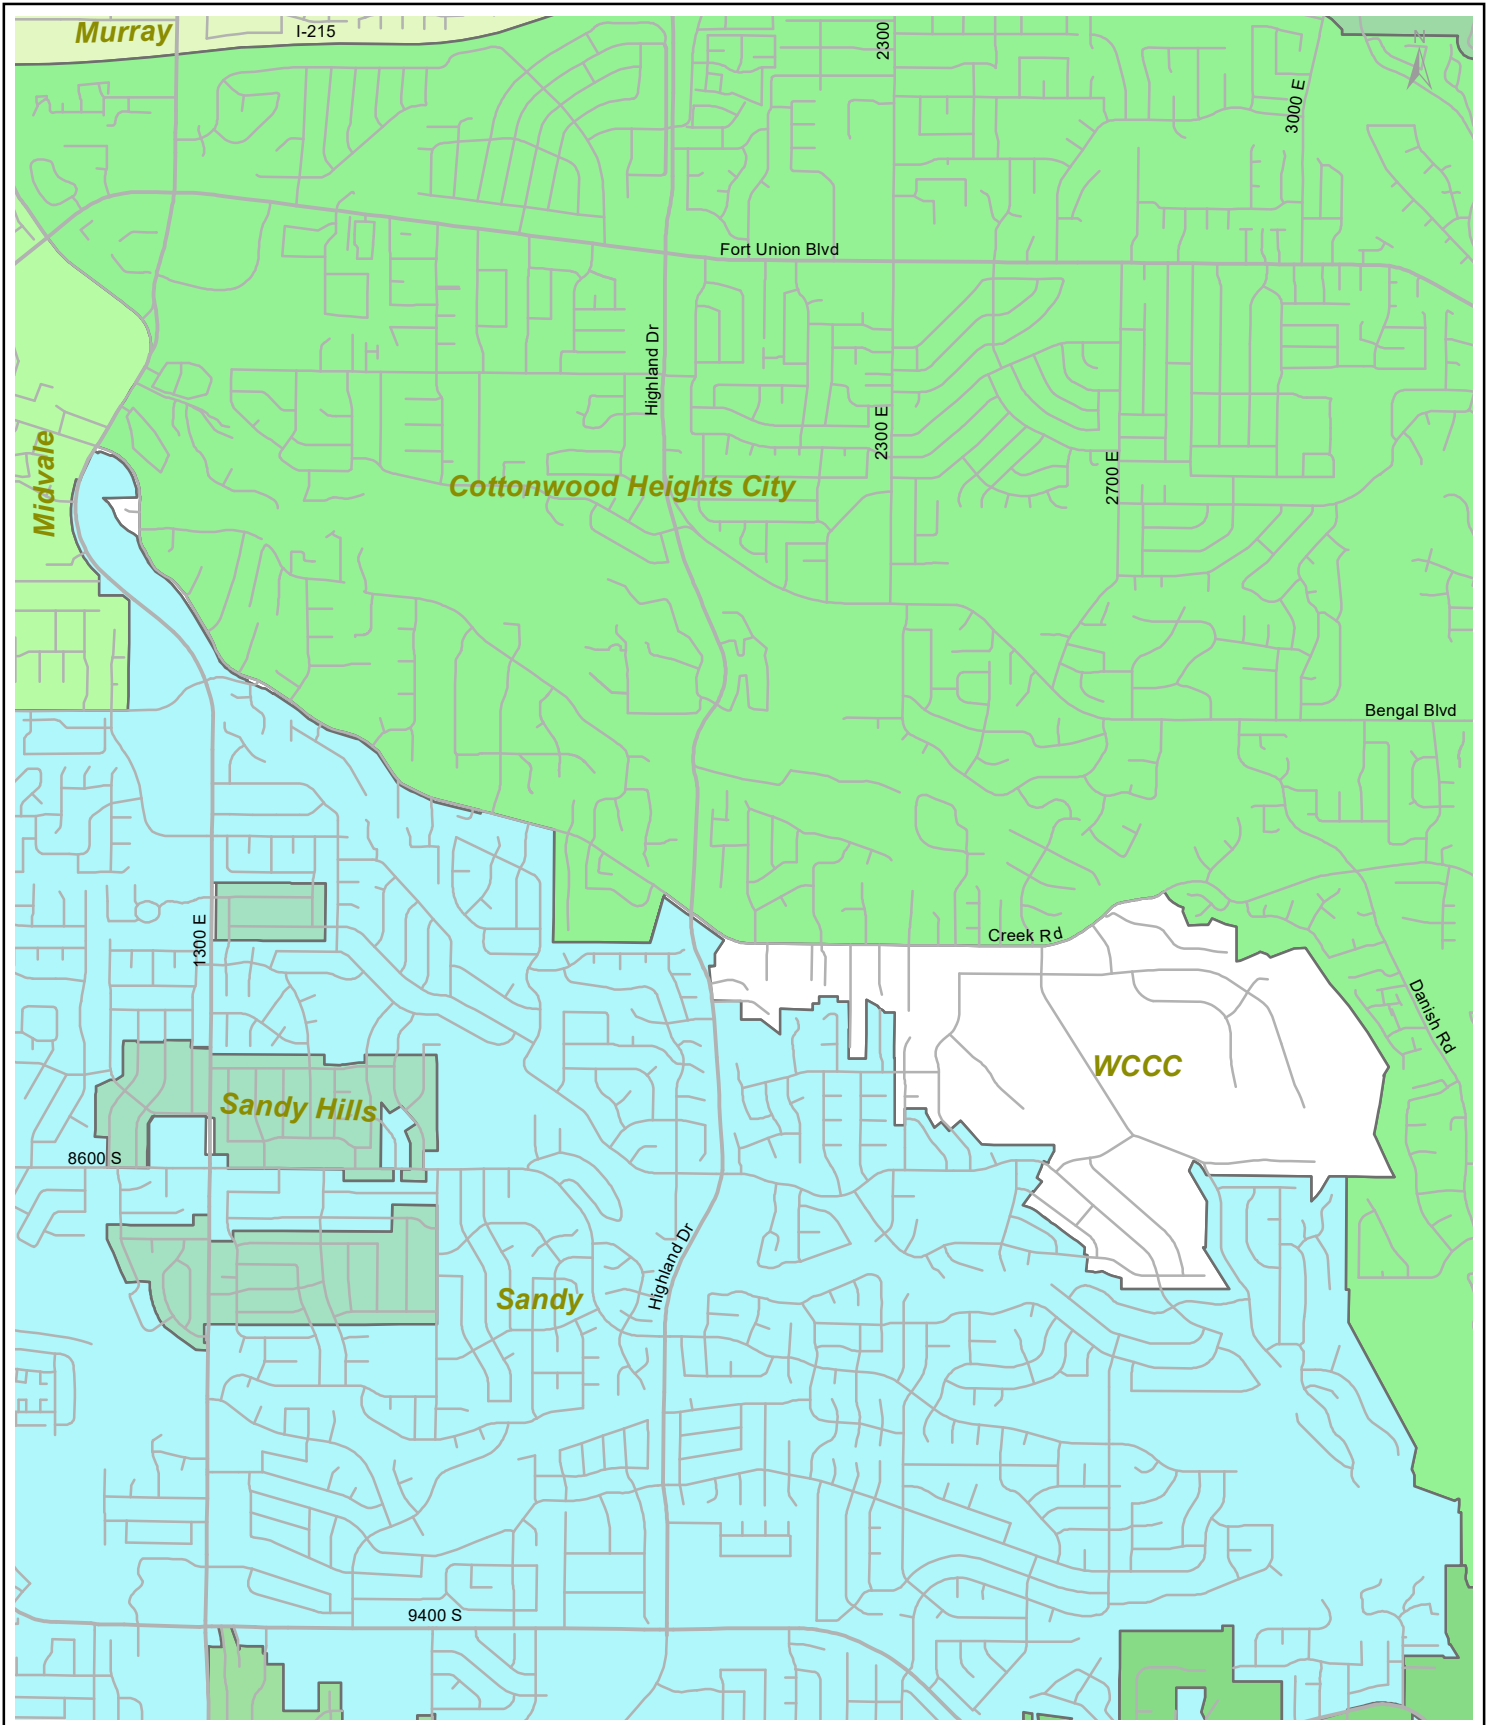 Murray
I-215
2300
N
3000 E
Fort Union Blvd
Highland Dr
2300 E
Midvale
2700 E
Cottonwood Heights City
Bengal Blvd
1300 E
Creek Rd
Danish Rd
WCCC
Sandy Hills
8600 S
Highland Dr
Sandy
9400 S